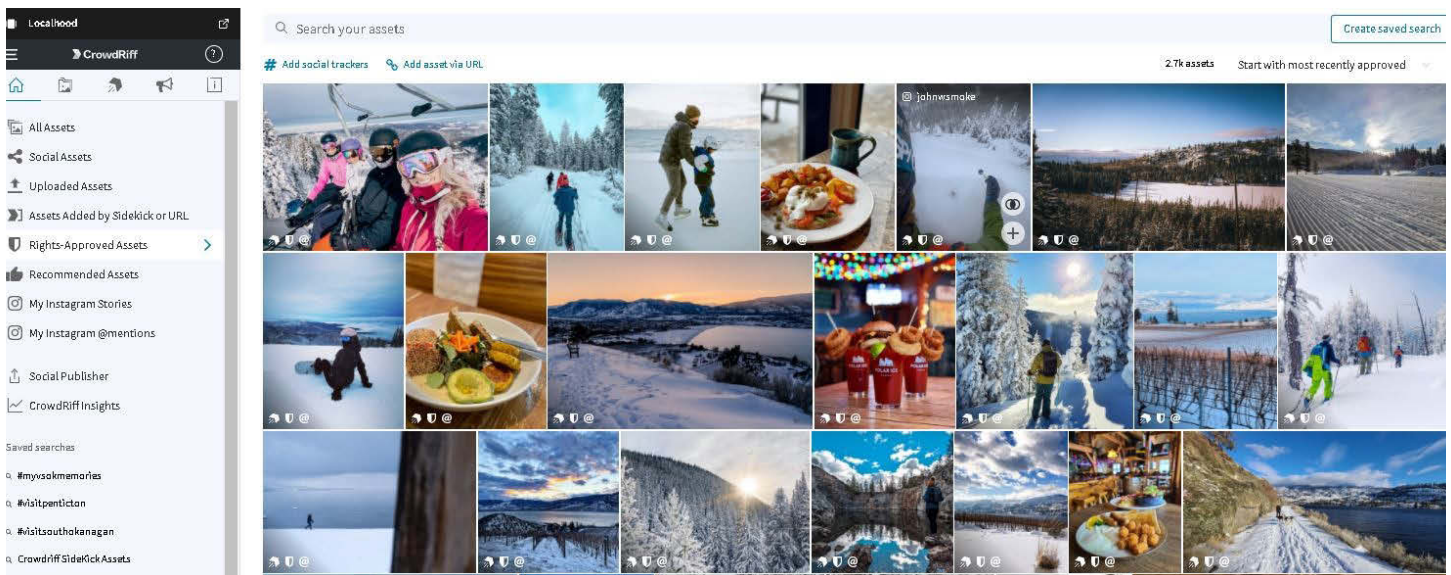 Localhood
CrowdRiff
?
All Assets
Social Assets
Uploaded Assets
Assets Added by Sidekick or URL
Rights-Approved Assets
Recommended Assets
My Instagram Stories
My Instagram @mentions
Social Publisher
CrowdRiff Insights
Saved searches
#myvsokmemories
#visitpenticton
#visitsouthokanagan
Crowdriff SideKick Assets
Search your assets
Create saved search
# Add social trackers Add asset via URL
2.7k assets Start with most recently approved
johnwsmoke
POLAR ICE